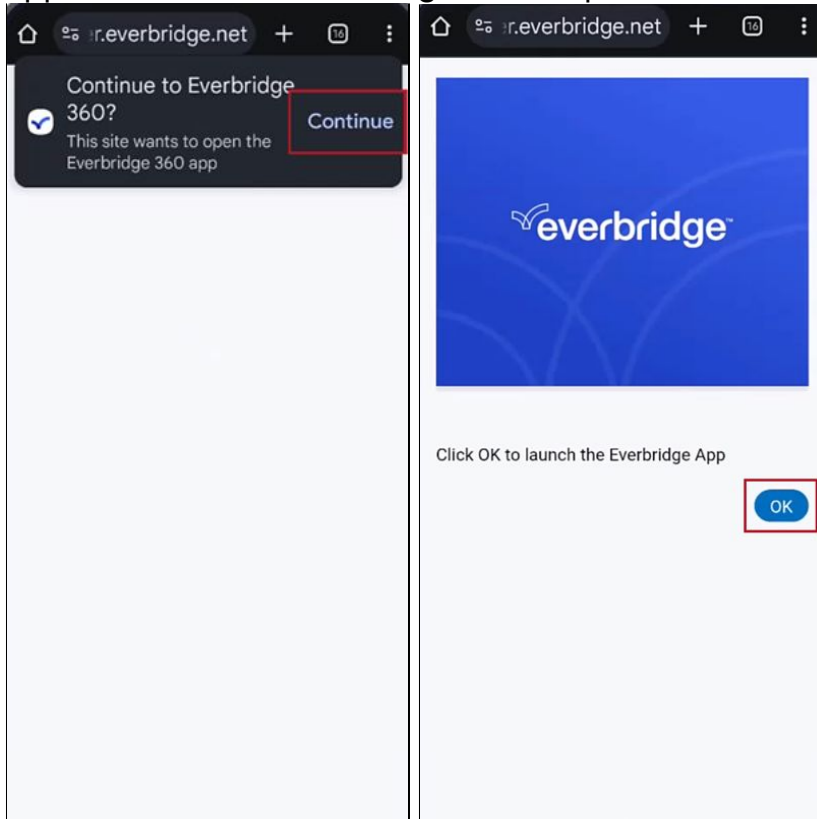 r.everbridge.net + 16
Continue to Everbridge
360?
This site wants to open the
Everbridge 360 app
Continue
r.everbridge.net + 16
everbridge™
Click OK to launch the Everbridge App
OK